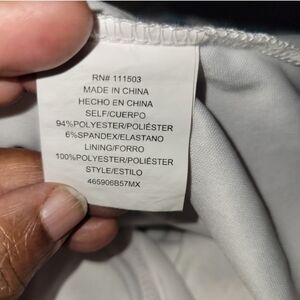 RN# 111503
MADE IN CHINA
HECHO EN CHINA
SELF/CUERPO
94%POLYESTER/POLIÉSTER
6%SPANDEX/ELASTANO
LINING/FORRO
100%POLYESTER/POLIÉSTER
STYLE/ESTILO
465906B57MX